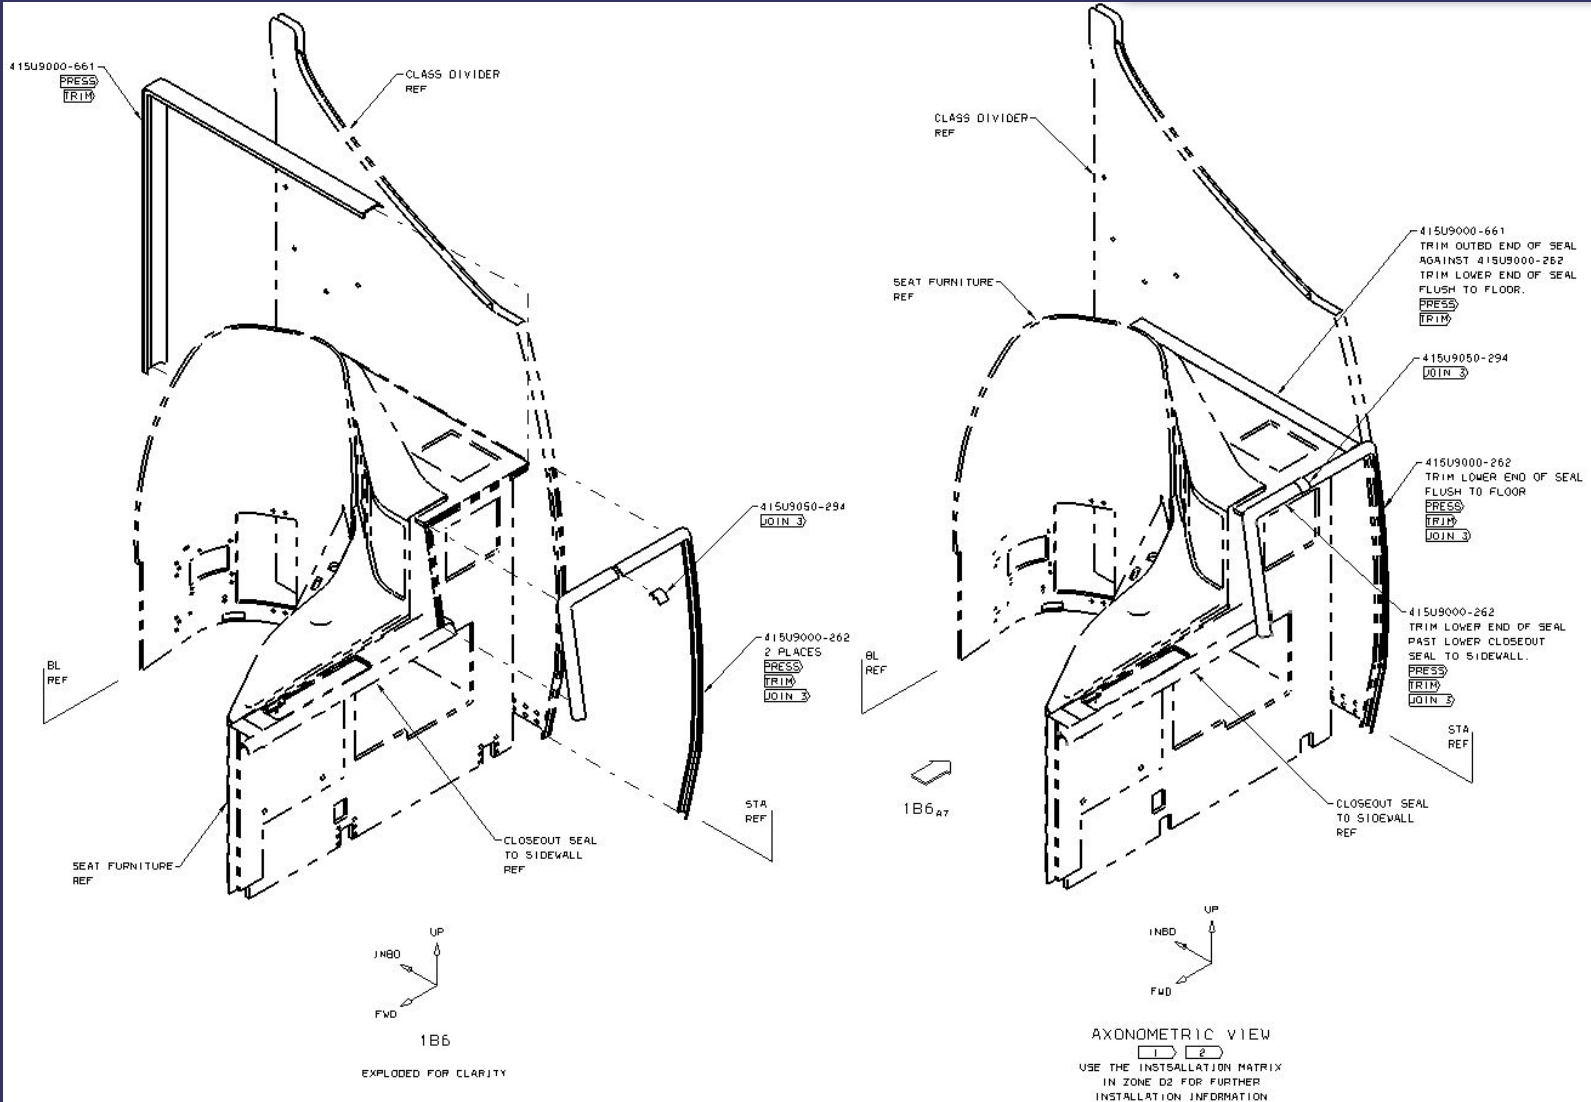 415U9000-661
PRESS
TRIM
CLASS DIVIDER
REF
415U9050-294
JOIN 3
415U9000-262
2 PLACES
PRESS
TRIM
JOIN 3
BL
REF
STA
REF
SEAT FURNITURE
REF
CLOSEOUT SEAL
TO SIDEWALL
REF
UP
INBD
FWD
1B6
EXPLODED FOR CLARITY
CLASS DIVIDER
REF
SEAT FURNITURE
REF
415U9000-661
TRIM OUTBD END OF SEAL
AGAINST 415U9000-262
TRIM LOWER END OF SEAL
FLUSH TO FLOOR.
PRESS
TRIM
415U9050-294
JOIN 3
415U9000-262
TRIM LOWER END OF SEAL
FLUSH TO FLOOR
PRESS
TRIM
JOIN 3
415U9000-262
TRIM LOWER END OF SEAL
PAST LOWER CLOSEOUT
SEAL TO SIDEWALL.
PRESS
TRIM
JOIN 3
BL
REF
STA
REF
1B6 A7
CLOSEOUT SEAL
TO SIDEWALL
REF
UP
INBD
FWD
AXONOMETRIC VIEW
1 2
USE THE INSTSALLATION MATRIX
IN ZONE D2 FOR FURTHER
INSTALLATION INFORMATION